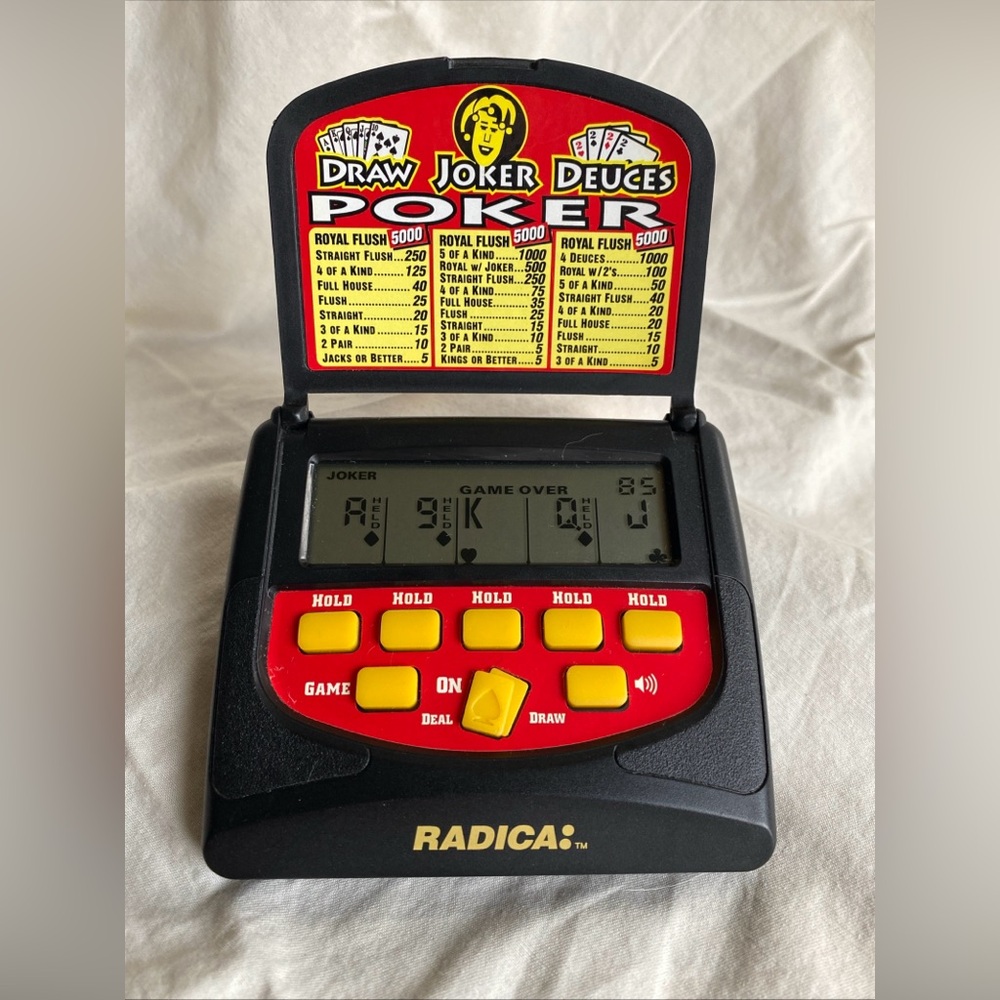 DRAW JOKER DEUCES
POKER
ROYAL FLUSH 5000
STRAIGHT FLUSH...250
4 OF A KIND.......125
FULL HOUSE......40
FLUSH..............25
STRAIGHT.........20
3 OF A KIND.......15
2 PAIR.............10
JACKS OR BETTER....5
ROYAL FLUSH 5000
5 OF A KIND......1000
ROYAL W/ JOKER...500
STRAIGHT FLUSH...250
4 OF A KIND........75
FULL HOUSE.........35
FLUSH..............25
STRAIGHT...........15
3 OF A KIND........10
2 PAIR..............5
KINGS OR BETTER.....5
ROYAL FLUSH 5000
4 DEUCES........1000
ROYAL W/2'S.......100
5 OF A KIND.......50
STRAIGHT FLUSH....40
4 OF A KIND.......20
FULL HOUSE........20
FLUSH.............15
STRAIGHT..........10
3 OF A KIND........5
JOKER
GAME OVER 85
A HELD 9 HELD K Q HELD J
HOLD HOLD HOLD HOLD HOLD
GAME ON
DEAL DRAW
RADICA:™